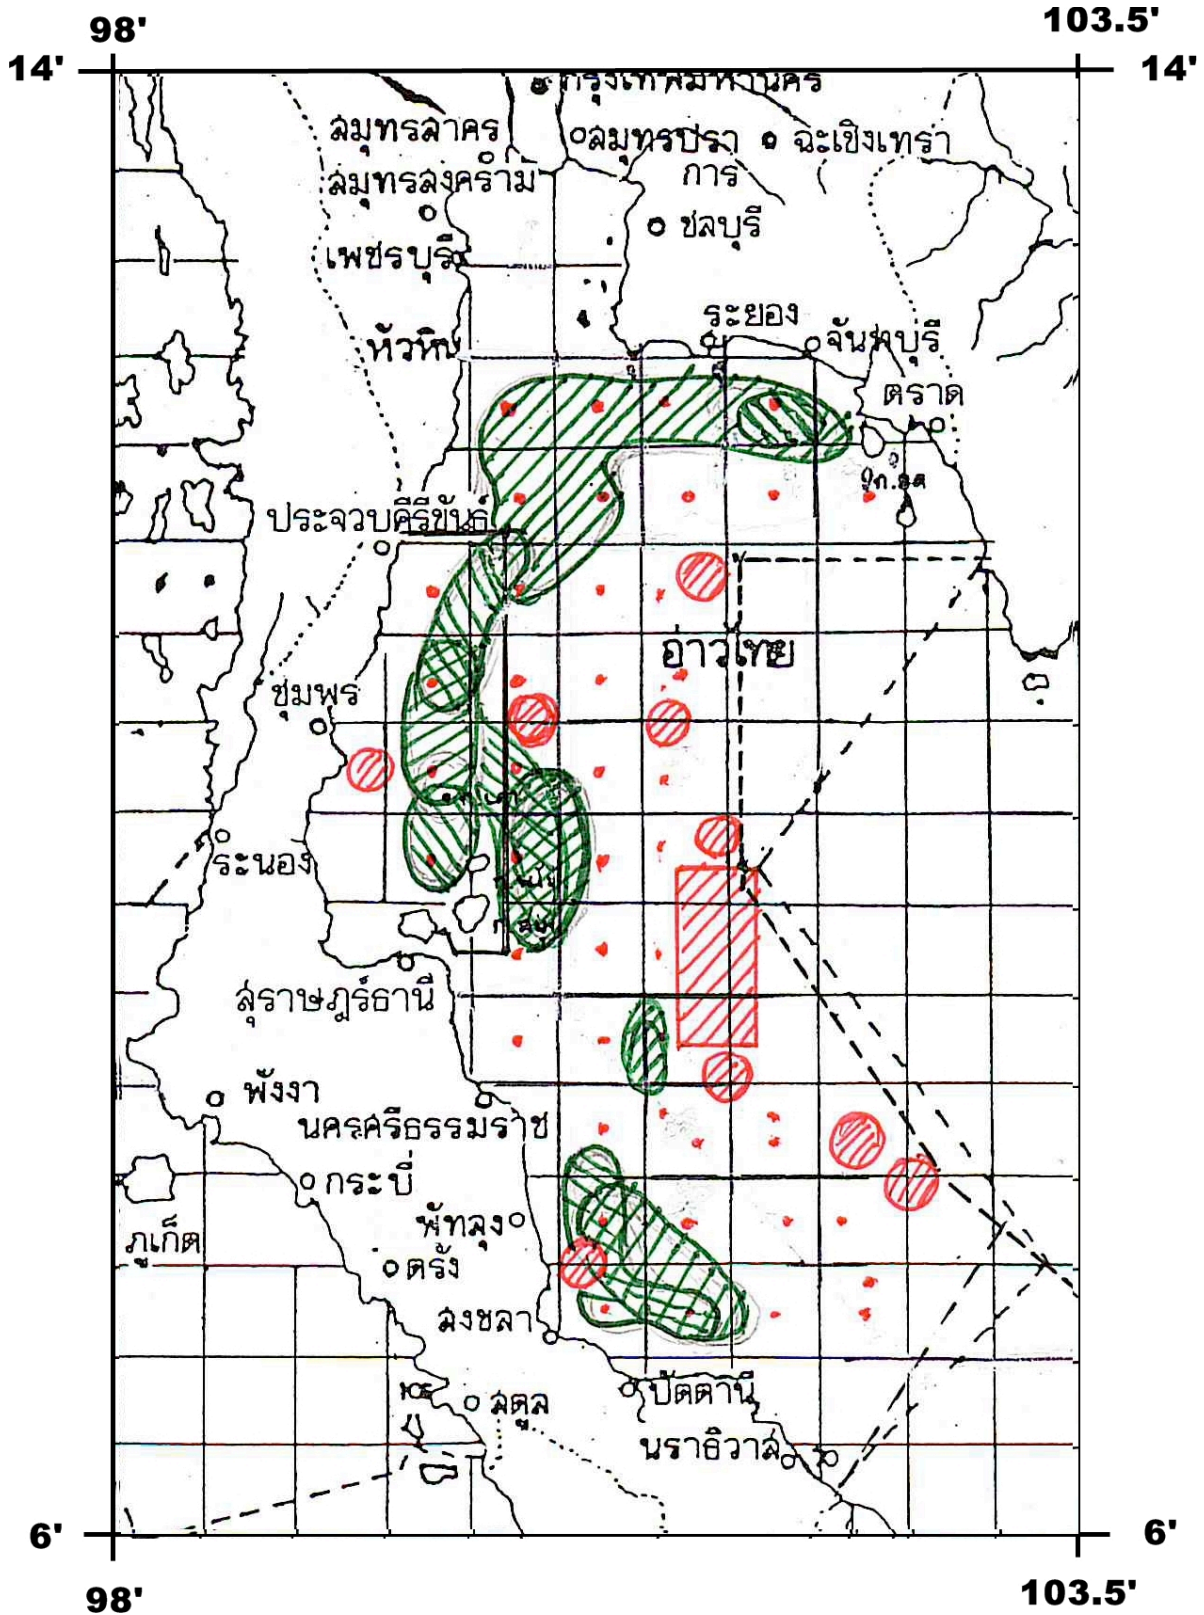 98'
103.5'
14'
14'
กรุงเทพมหานคร
สมุทรสาคร
สมุทรปรา
การ
ฉะเชิงเทรา
สมุทรสงคราม
ชลบุรี
เพชรบุรี
ระยอง
หัวหิน
จันทบุรี
ตราด
ประจวบคีรีขันธ์
อ่าวไทย
ชุมพร
ระนอง
สุราษฎร์ธานี
พังงา
นครศรีธรรมราช
กระบี่
พัทลุง
ภูเก็ต
ตรัง
สงขลา
ปัตตานี
สตูล
นราธิวาส
6'
6'
98'
103.5'